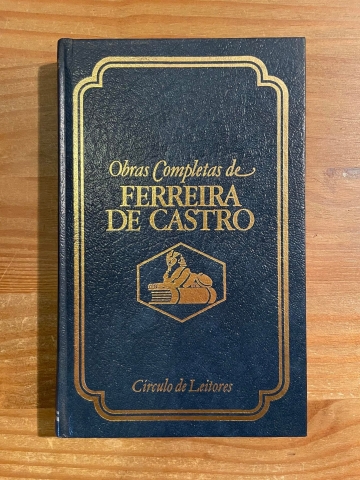 Obras Completas de
FERREIRA
DE CASTRO
Círculo de Leitores